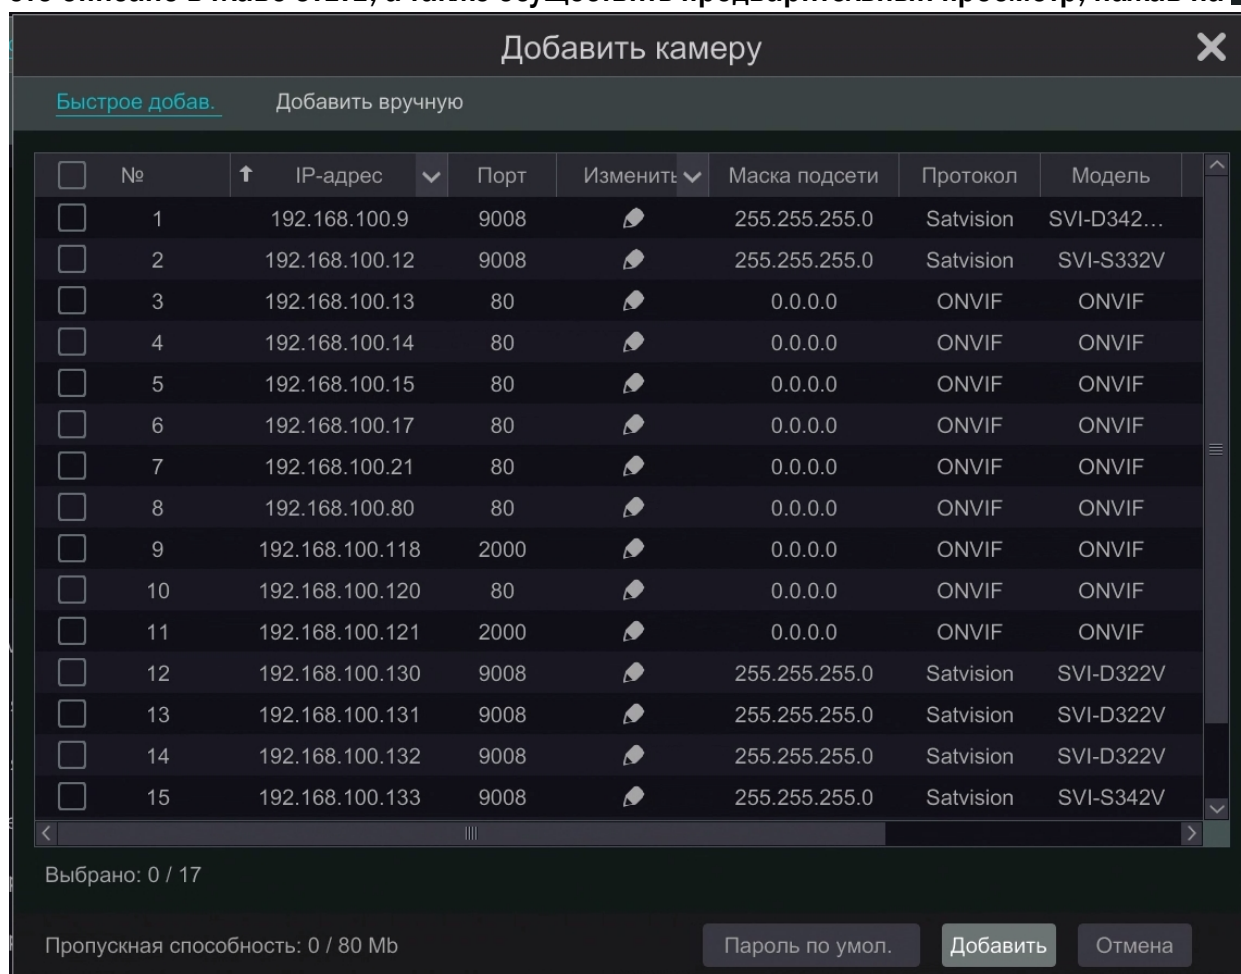 Добавить камеру
Быстрое добав. Добавить вручную
№ IP-адрес Порт Изменить Маска подсети Протокол Модель
1 192.168.100.9 9008 255.255.255.0 Satvision SVI-D342...
2 192.168.100.12 9008 255.255.255.0 Satvision SVI-S332V
3 192.168.100.13 80 0.0.0.0 ONVIF ONVIF
4 192.168.100.14 80 0.0.0.0 ONVIF ONVIF
5 192.168.100.15 80 0.0.0.0 ONVIF ONVIF
6 192.168.100.17 80 0.0.0.0 ONVIF ONVIF
7 192.168.100.21 80 0.0.0.0 ONVIF ONVIF
8 192.168.100.80 80 0.0.0.0 ONVIF ONVIF
9 192.168.100.118 2000 0.0.0.0 ONVIF ONVIF
10 192.168.100.120 80 0.0.0.0 ONVIF ONVIF
11 192.168.100.121 2000 0.0.0.0 ONVIF ONVIF
12 192.168.100.130 9008 255.255.255.0 Satvision SVI-D322V
13 192.168.100.131 9008 255.255.255.0 Satvision SVI-D322V
14 192.168.100.132 9008 255.255.255.0 Satvision SVI-D322V
15 192.168.100.133 9008 255.255.255.0 Satvision SVI-S342V
Выбрано: 0 / 17
Пропускная способность: 0 / 80 Mb Пароль по умол. Добавить Отмена